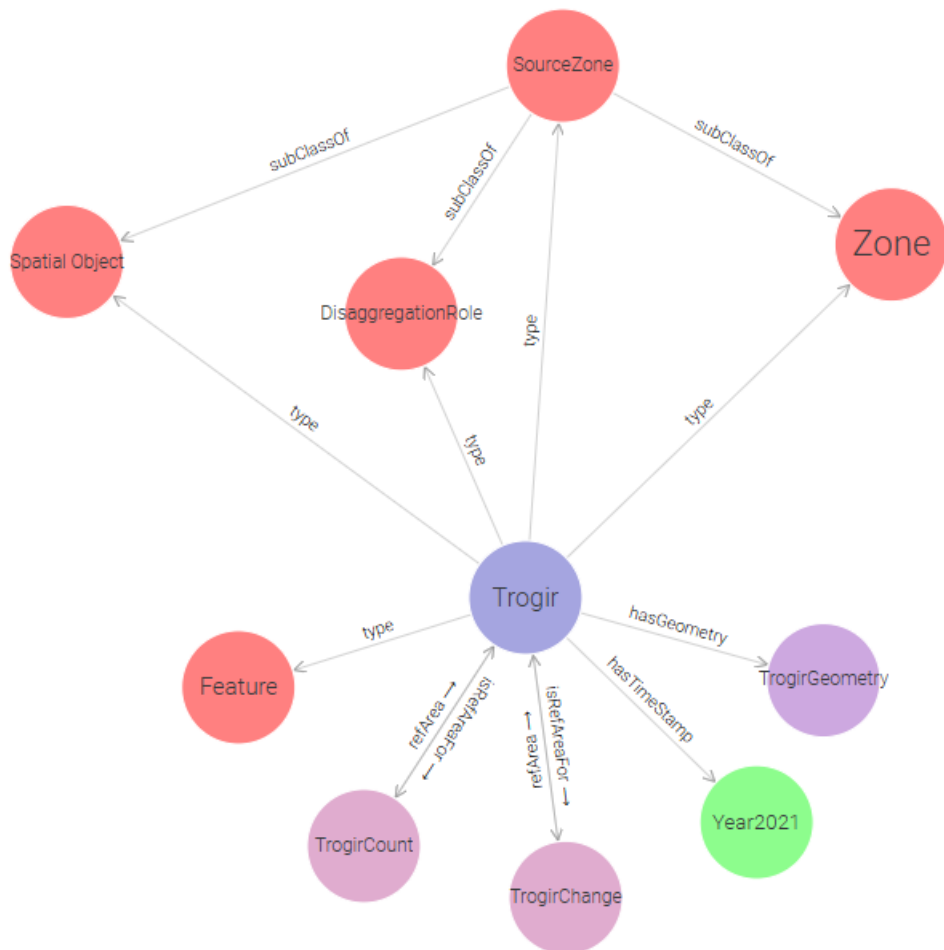 SourceZone
subClassOf
subClassOf
subClassOf
Spatial Object
Zone
DisaggregationRole
type
type
type
type
Trogir
type
hasGeometry
Feature
refArea →
isRefAreaFor →
isRefAreaFor →
refArea →
hasTimeStamp
TrogirGeometry
TrogirCount
Year2021
TrogirChange